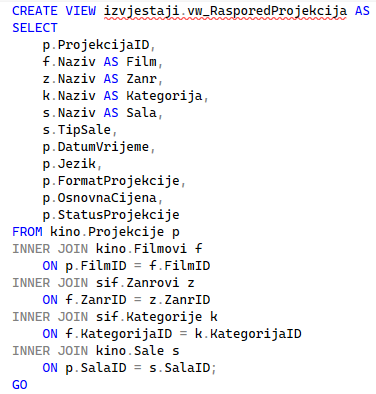 CREATE VIEW izvjestaji.vw_RasporedProjekcija AS
SELECT
    p.ProjekcijaID,
    f.Naziv AS Film,
    z.Naziv AS Zanr,
    k.Naziv AS Kategorija,
    s.Naziv AS Sala,
    s.TipSale,
    p.DatumVrijeme,
    p.Jezik,
    p.FormatProjekcije,
    p.OsnovnaCijena,
    p.StatusProjekcije
FROM kino.Projekcije p
INNER JOIN kino.Filmovi f
    ON p.FilmID = f.FilmID
INNER JOIN sif.Zanrovi z
    ON f.ZanrID = z.ZanrID
INNER JOIN sif.Kategorije k
    ON f.KategorijaID = k.KategorijaID
INNER JOIN kino.Sale s
    ON p.SalaID = s.SalaID;
GO